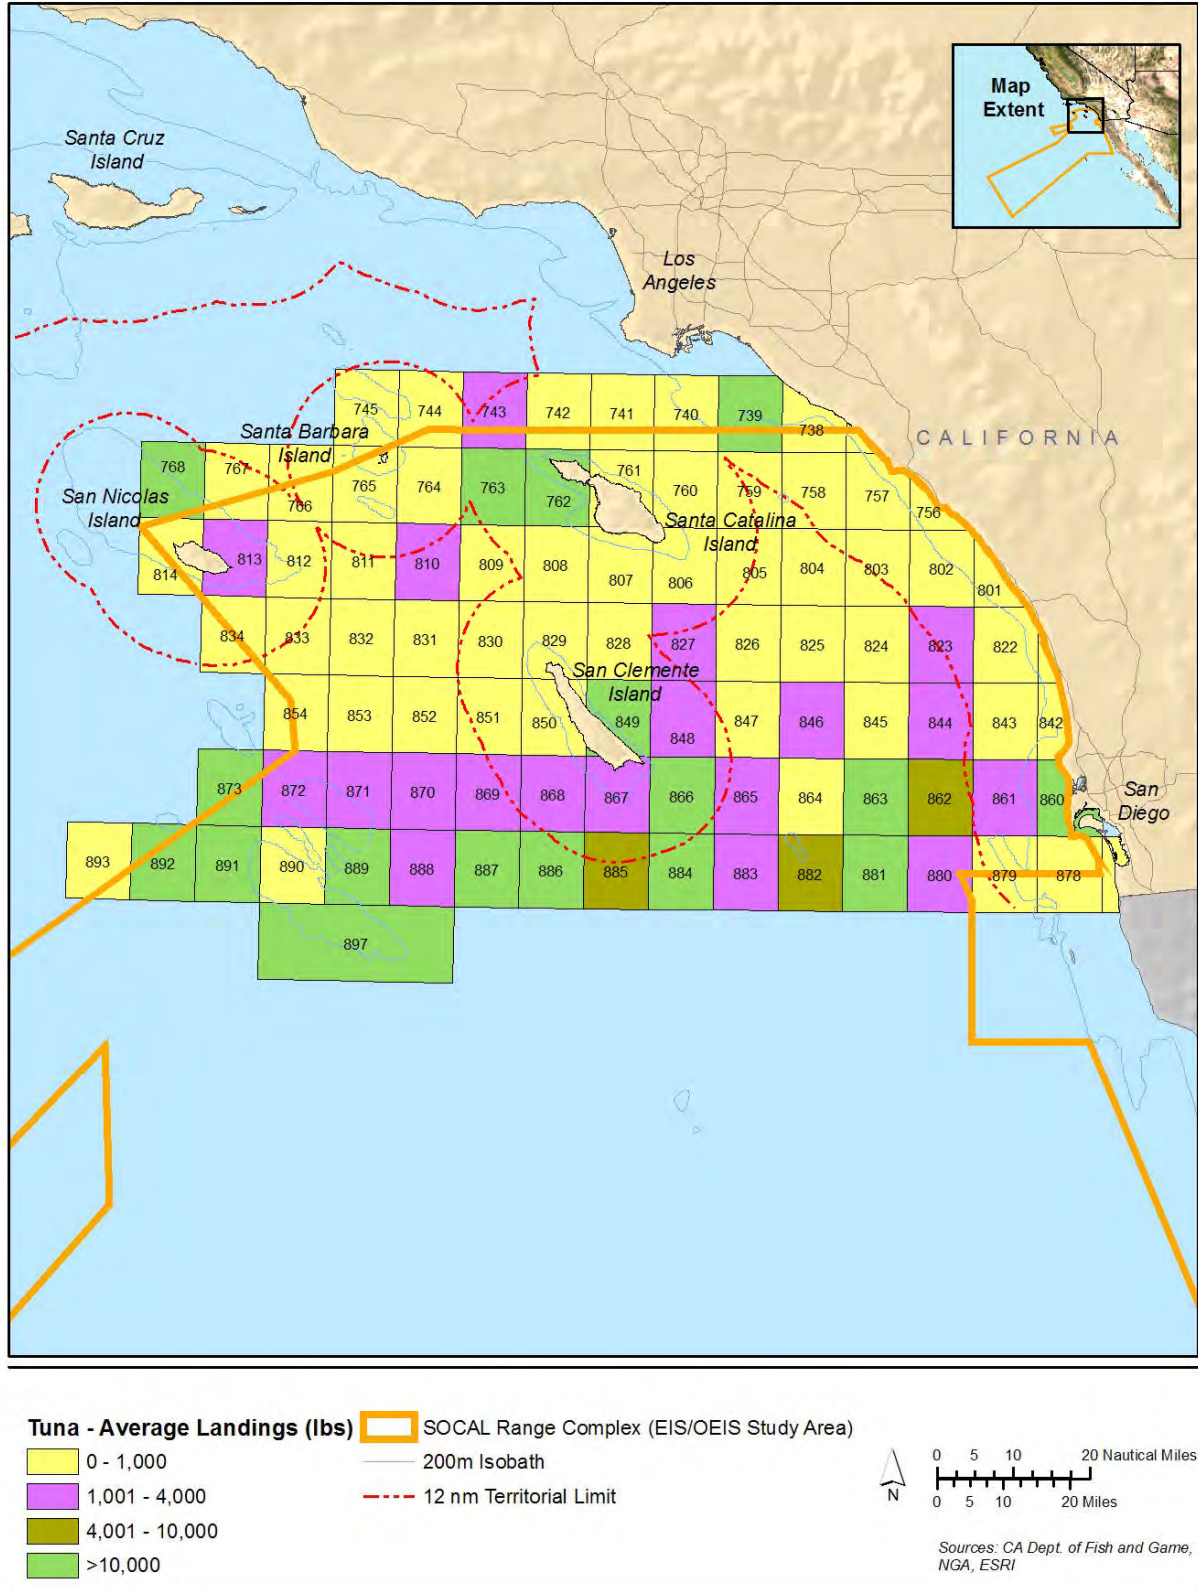 Map
Extent
Santa Cruz
Island
Los
Angeles
745 744 743 742 741 740 739 738
Santa Barbara
Island
CALIFORNIA
768 767 766 765 764 763 762 761 760 759 758 757 756
San Nicolas
Island
Santa Catalina
Island
814 813 812 811 810 809 808 807 806 805 804 803 802 801
834 833 832 831 830 829 828 827 826 825 824 823 822
San Clemente
Island
854 853 852 851 850 849 848 847 846 845 844 843 842
873 872 871 870 869 868 867 866 865 864 863 862 861 860
San
Diego
893 892 891 890 889 888 887 886 885 884 883 882 881 880 879 878
897
Tuna - Average Landings (lbs)
0 - 1,000
1,001 - 4,000
4,001 - 10,000
>10,000
SOCAL Range Complex (EIS/OEIS Study Area)
200m Isobath
12 nm Territorial Limit
N
0 5 10 20 Nautical Miles
0 5 10 20 Miles
Sources: CA Dept. of Fish and Game,
NGA, ESRI